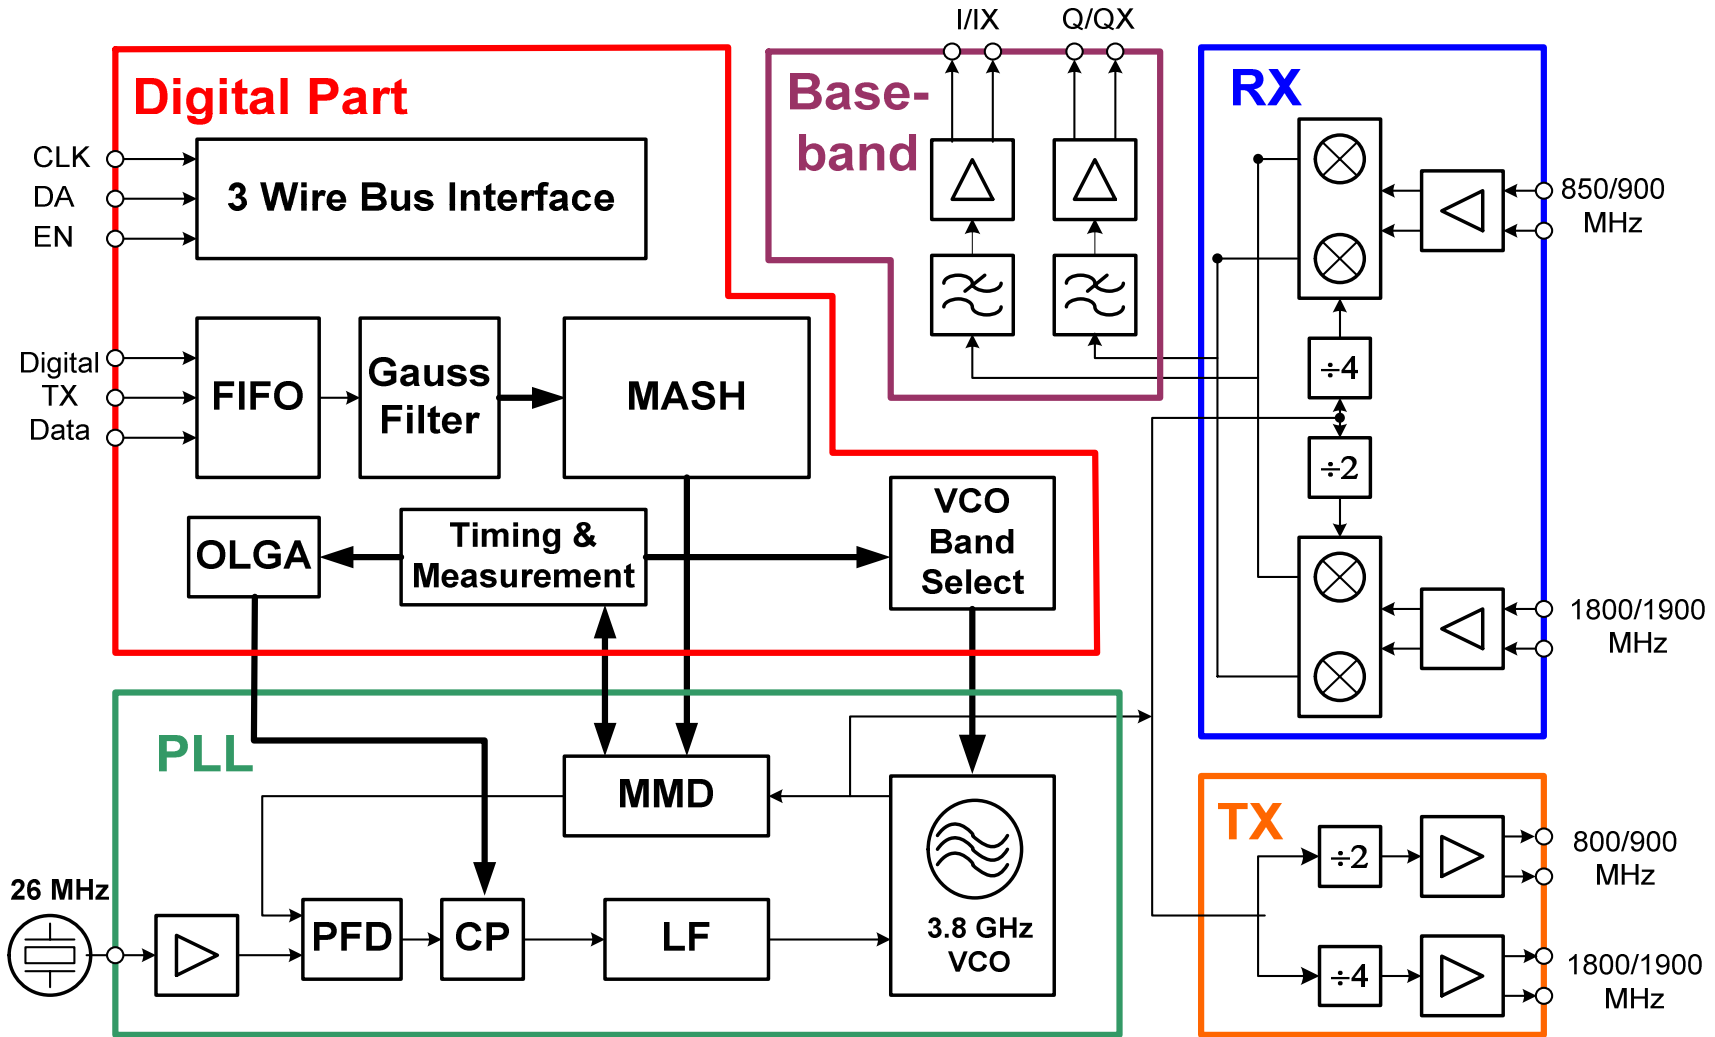 I/IX
Q/QX
Digital Part
Base-
band
RX
CLK
DA
EN
3 Wire Bus Interface
850/900
MHz
Digital
TX
Data
FIFO
Gauss
Filter
MASH
÷4
÷2
OLGA
Timing &
Measurement
VCO
Band
Select
1800/1900
MHz
PLL
MMD
TX
÷2
800/900
MHz
26 MHz
PFD
CP
LF
3.8 GHz
VCO
÷4
1800/1900
MHz